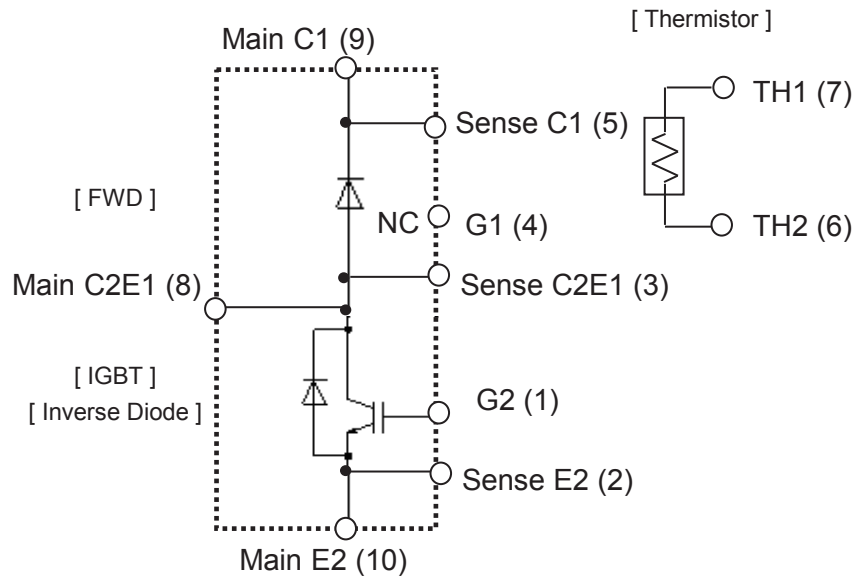 [ Thermistor ]
Main C1 (9)
TH1 (7)
Sense C1 (5)
[ FWD ]
NC
G1 (4)
TH2 (6)
Main C2E1 (8)
Sense C2E1 (3)
[ IGBT ]
[ Inverse Diode ]
G2 (1)
Sense E2 (2)
Main E2 (10)